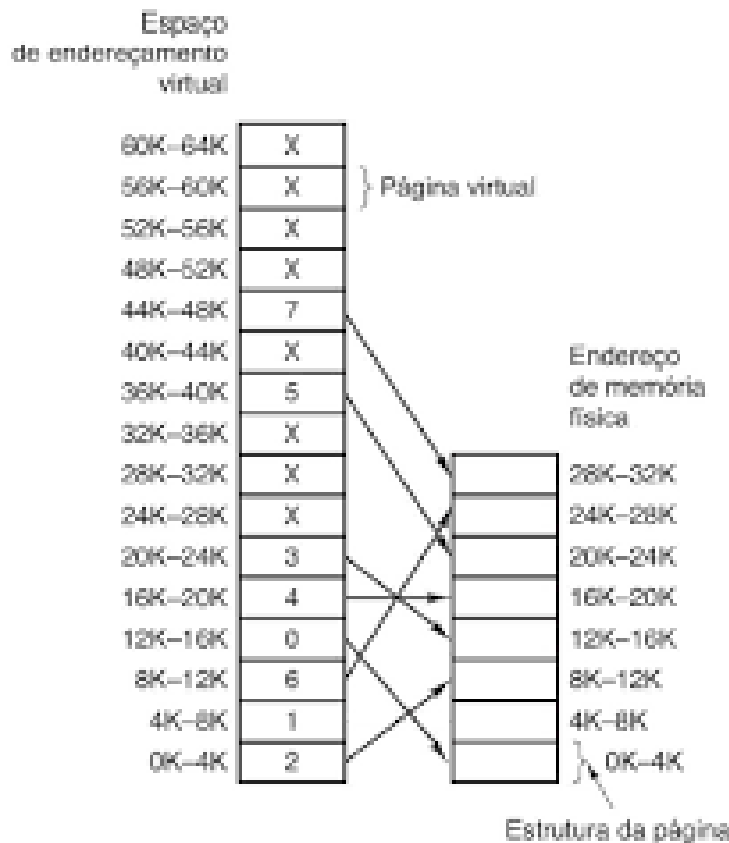 Espaço
de endereçamento
virtual
60K–64K X
56K–60K X Página virtual
52K–56K X
48K–52K X
44K–48K 7
40K–44K X
36K–40K 5
32K–36K X
28K–32K X
24K–28K X
20K–24K 3
16K–20K 4
12K–16K 0
8K–12K 6
4K–8K 1
0K–4K 2
Endereço
de memória
física
28K–32K
24K–28K
20K–24K
16K–20K
12K–16K
8K–12K
4K–8K
0K–4K
Estrutura da página